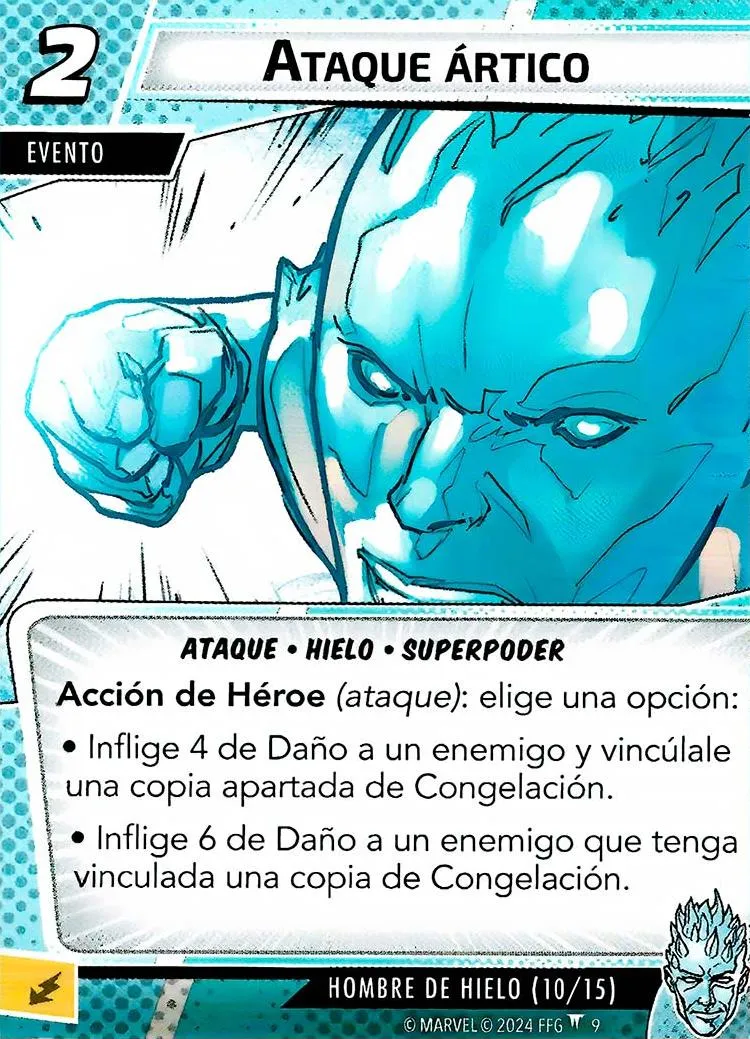 2
ATAQUE ÁRTICO
EVENTO
ATAQUE • HIELO • SUPERPODER
Acción de Héroe (ataque): elige una opción:
• Inflige 4 de Daño a un enemigo y vincúlale
una copia apartada de Congelación.
• Inflige 6 de Daño a un enemigo que tenga
vinculada una copia de Congelación.
HOMBRE DE HIELO (10/15)
© MARVEL © 2024 FFG 9